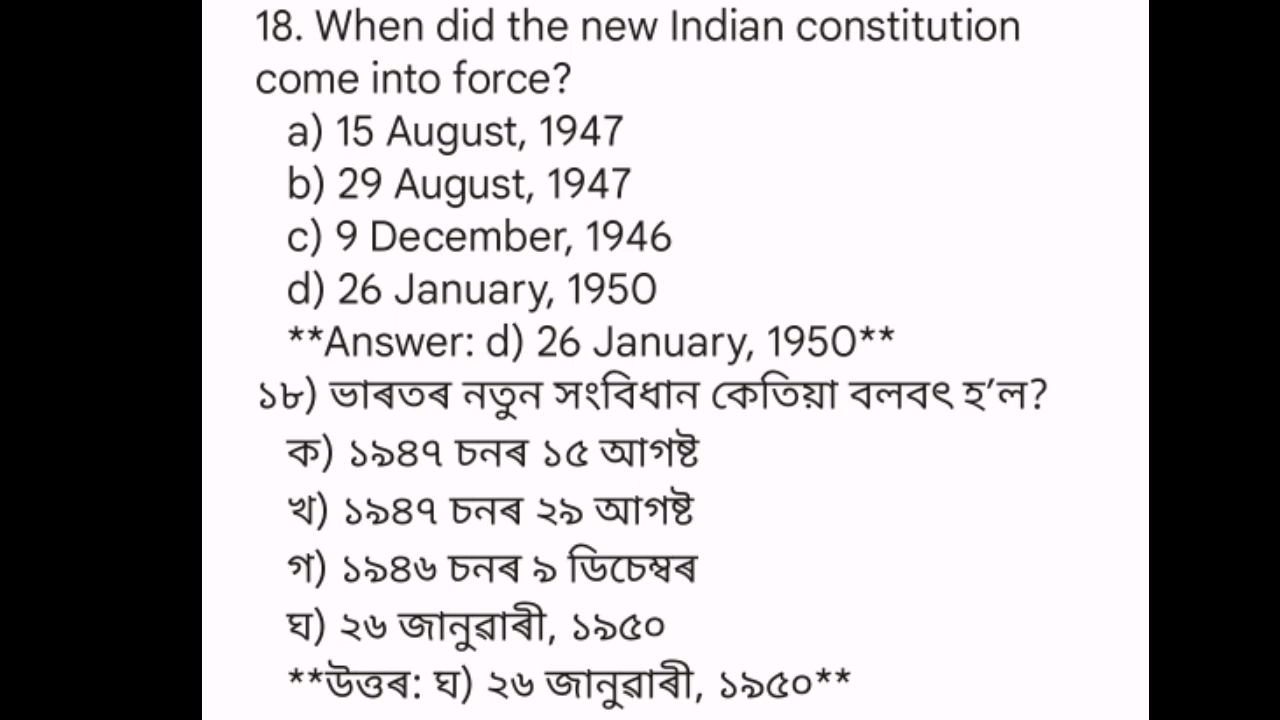 18. When did the new Indian constitution
come into force?
a) 15 August, 1947
b) 29 August, 1947
c) 9 December, 1946
d) 26 January, 1950
**Answer: d) 26 January, 1950**
১৮) ভাৰতৰ নতুন সংবিধান কেতিয়া বলবৎ হ’ল?
ক) ১৯৪৭ চনৰ ১৫ আগষ্ট
খ) ১৯৪৭ চনৰ ২৯ আগষ্ট
গ) ১৯৪৬ চনৰ ৯ ডিচেম্বৰ
ঘ) ২৬ জানুৱাৰী, ১৯৫০
**উত্তৰ: ঘ) ২৬ জানুৱাৰী, ১৯৫০**